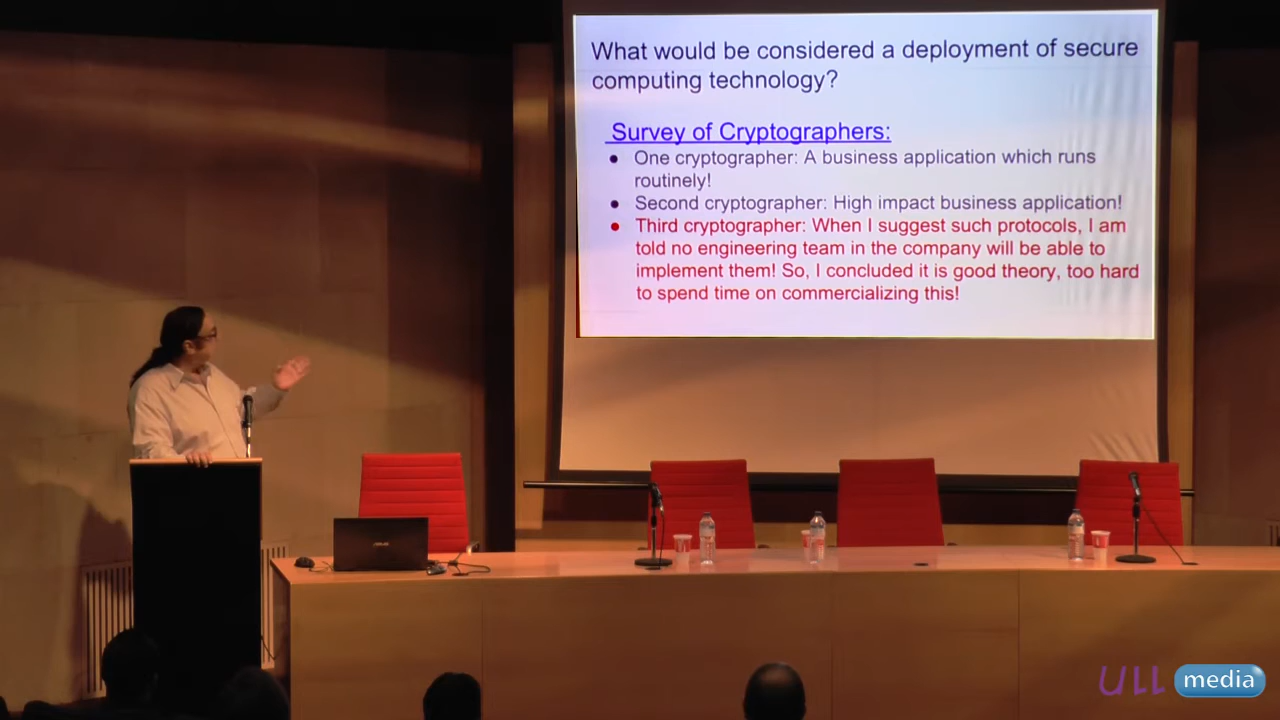 What would be considered a deployment of secure
computing technology?
Survey of Cryptographers:
● One cryptographer: A business application which runs
routinely!
● Second cryptographer: High impact business application!
● Third cryptographer: When I suggest such protocols, I am
told no engineering team in the company will be able to
implement them! So, I concluded it is good theory, too hard
to spend time on commercializing this!
ASUS
ULL media